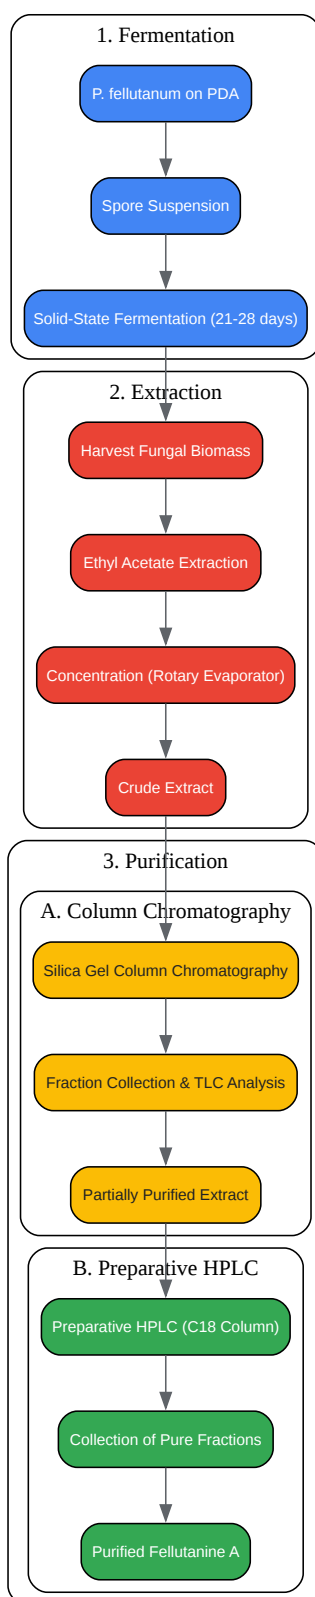 1. Fermentation
P. fellutanum on PDA
Spore Suspension
Solid-State Fermentation (21-28 days)
2. Extraction
Harvest Fungal Biomass
Ethyl Acetate Extraction
Concentration (Rotary Evaporator)
Crude Extract
3. Purification
A. Column Chromatography
Silica Gel Column Chromatography
Fraction Collection & TLC Analysis
Partially Purified Extract
B. Preparative HPLC
Preparative HPLC (C18 Column)
Collection of Pure Fractions
Purified Fellutanine A